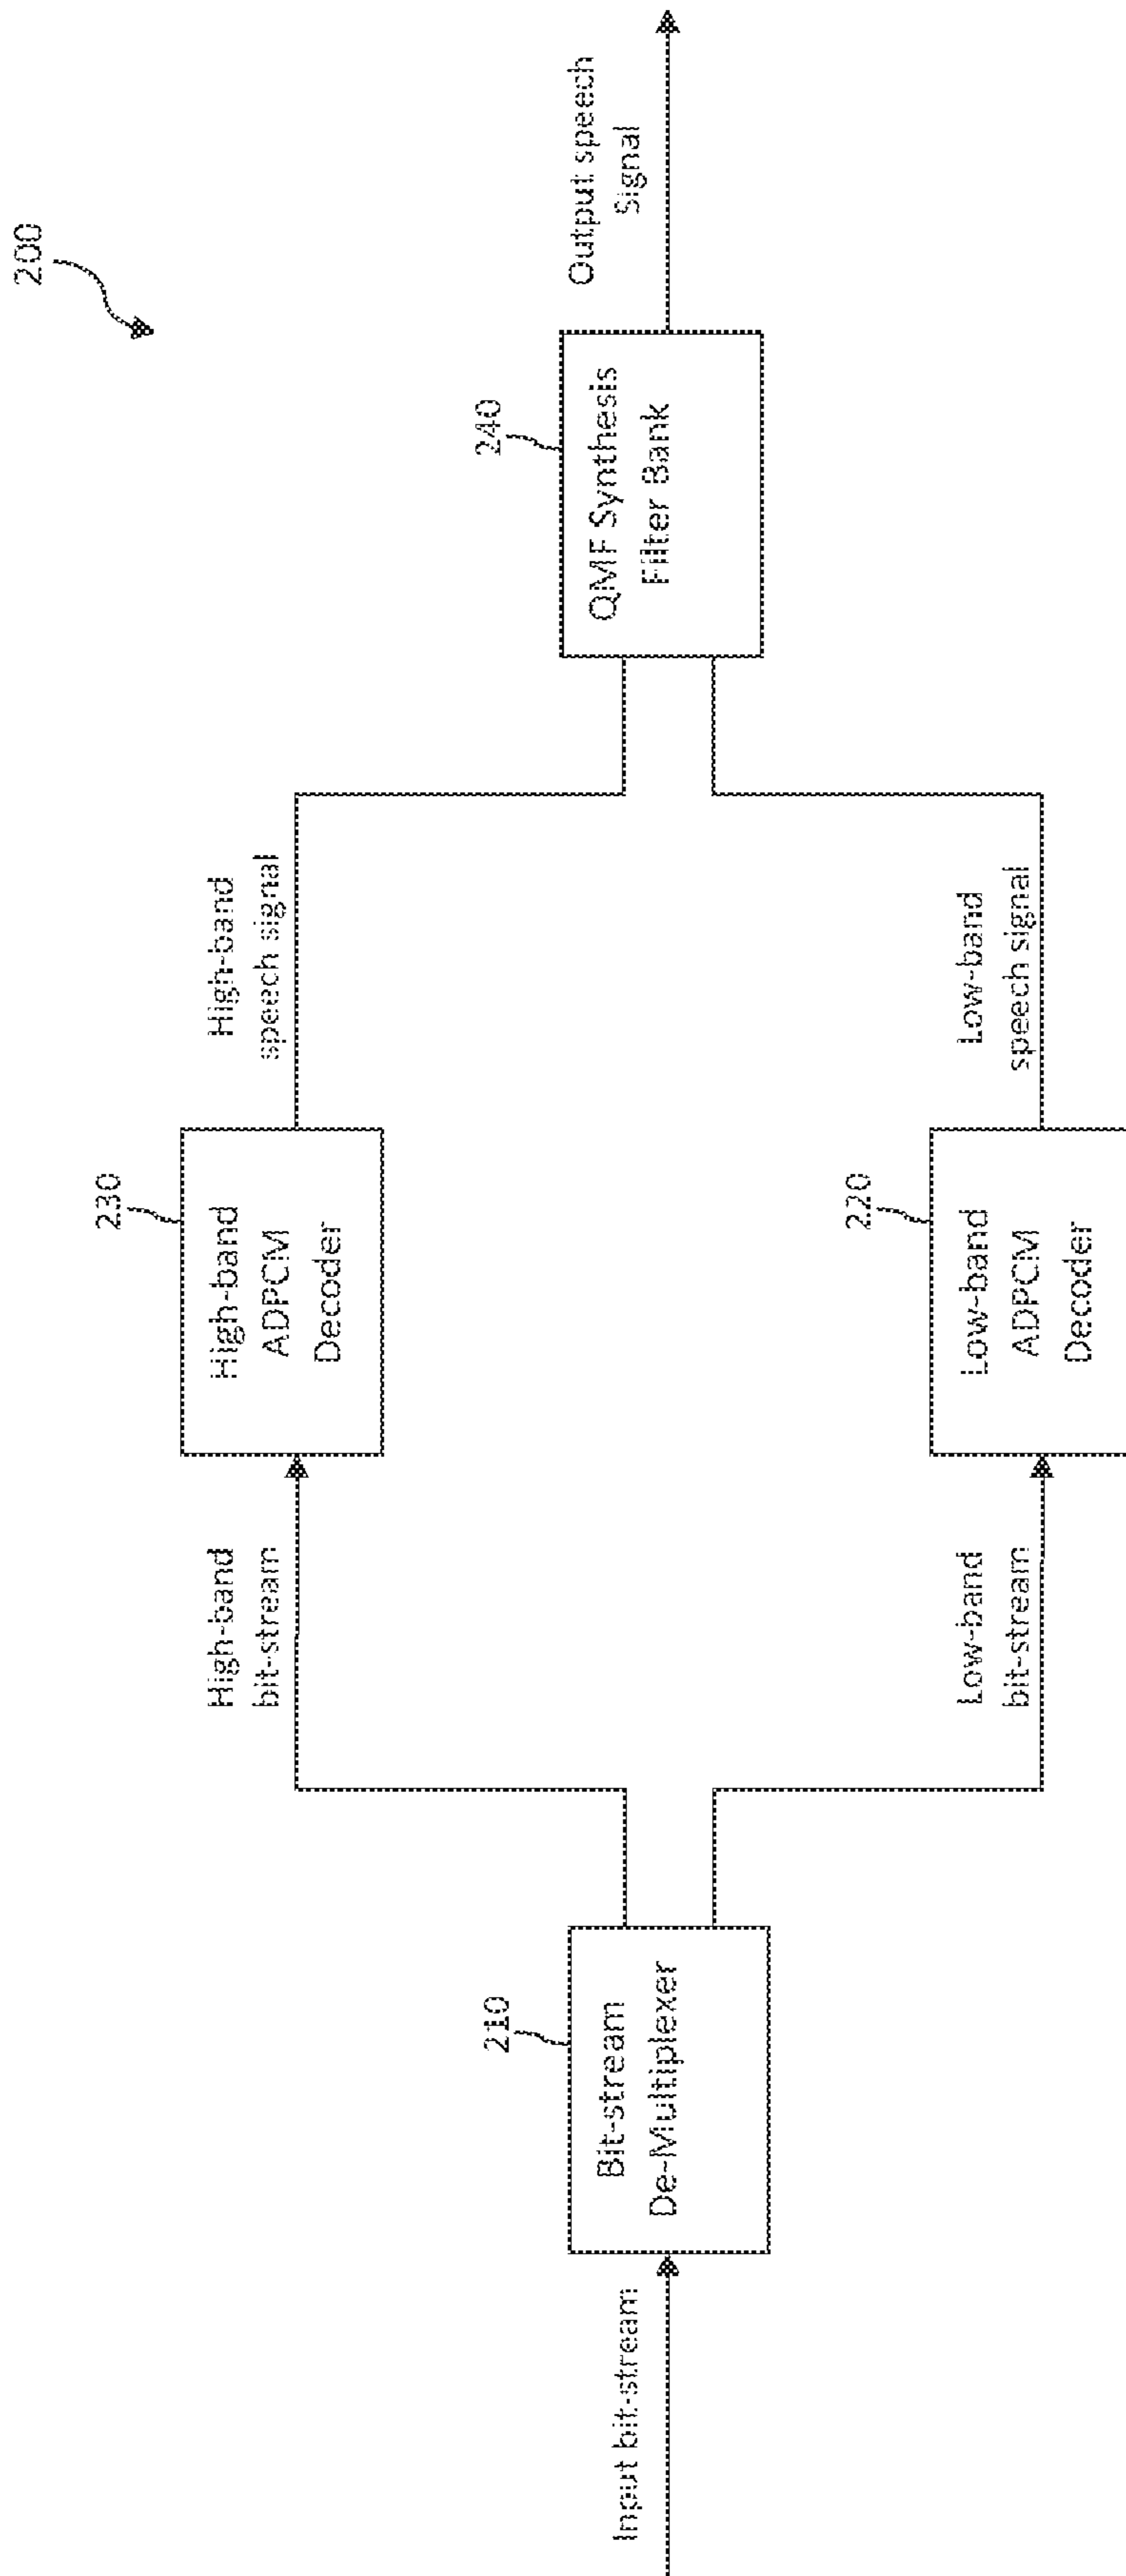 200
Input bit-stream
210
Bit-stream
De-Multiplexer
High-band
bit-stream
230
High-band
ADPCM
Decoder
High-band
speech signal
Low-band
bit-stream
220
Low-band
ADPCM
Decoder
Low-band
speech signal
240
QMF Synthesis
Filter Bank
Output speech
Signal